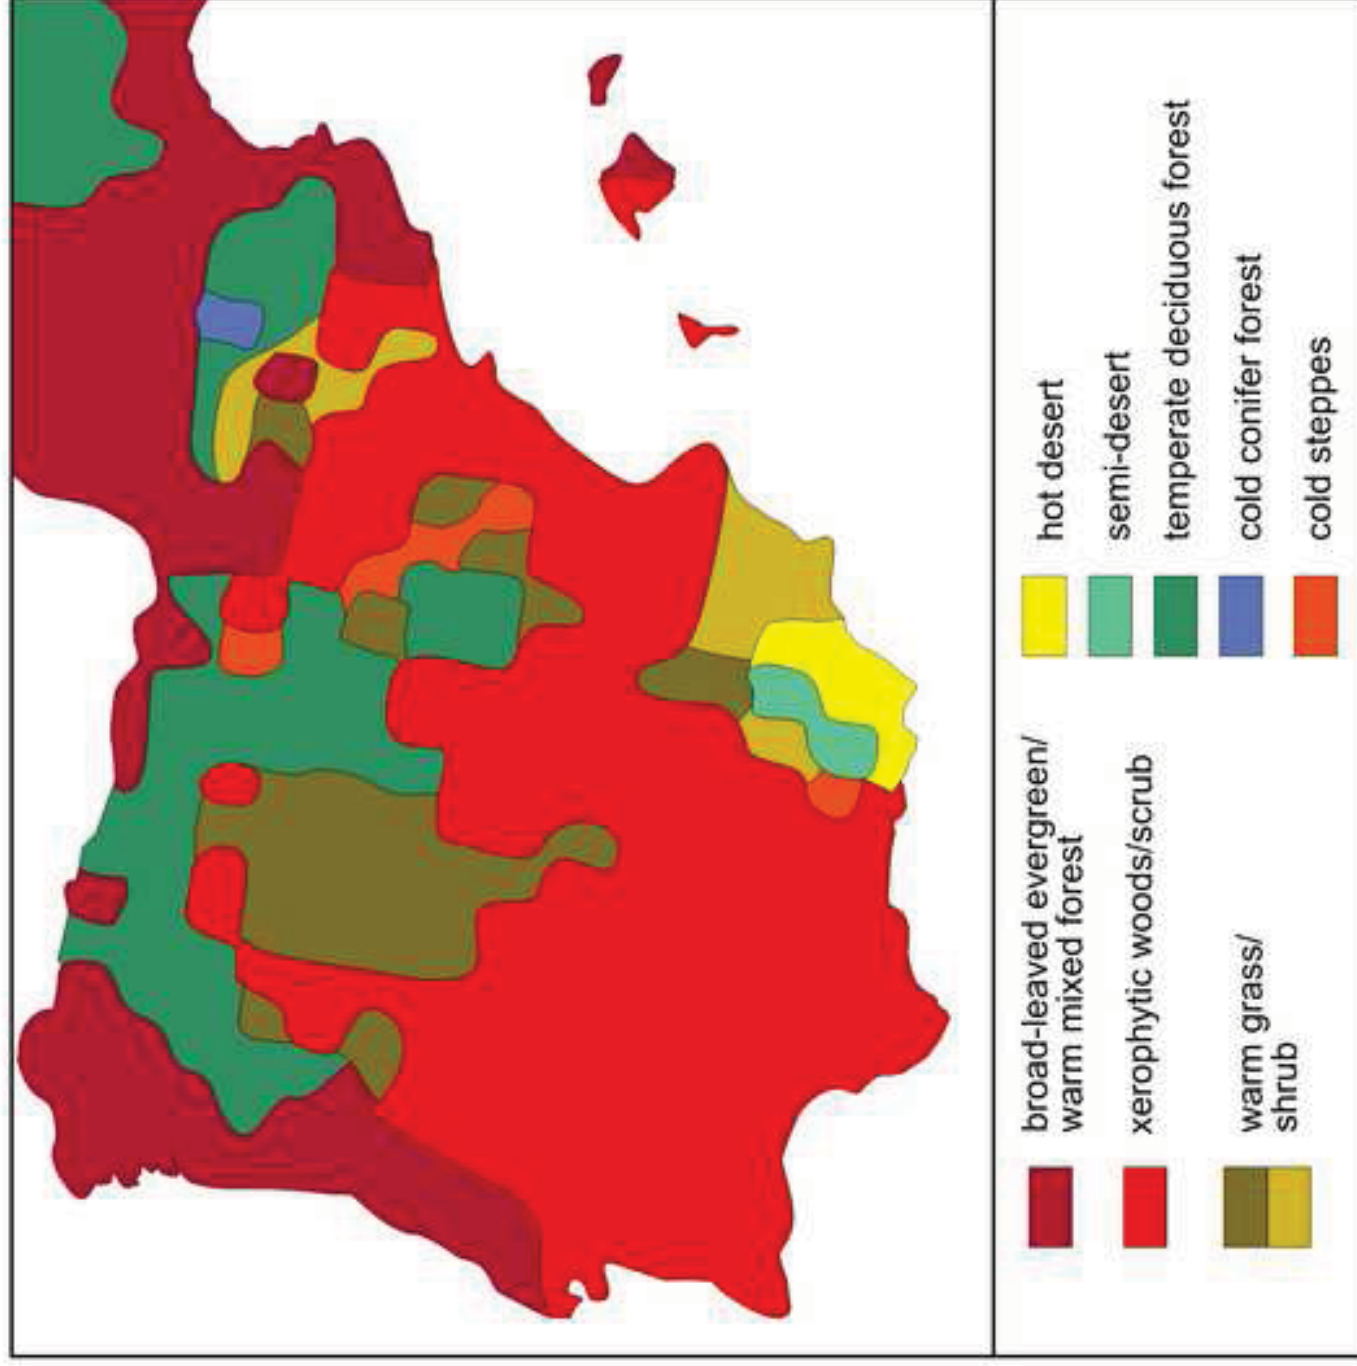 broad-leaved evergreen/
warm mixed forest
xerophytic woods/scrub
warm grass/
shrub
hot desert
semi-desert
temperate deciduous forest
cold conifer forest
cold steppes